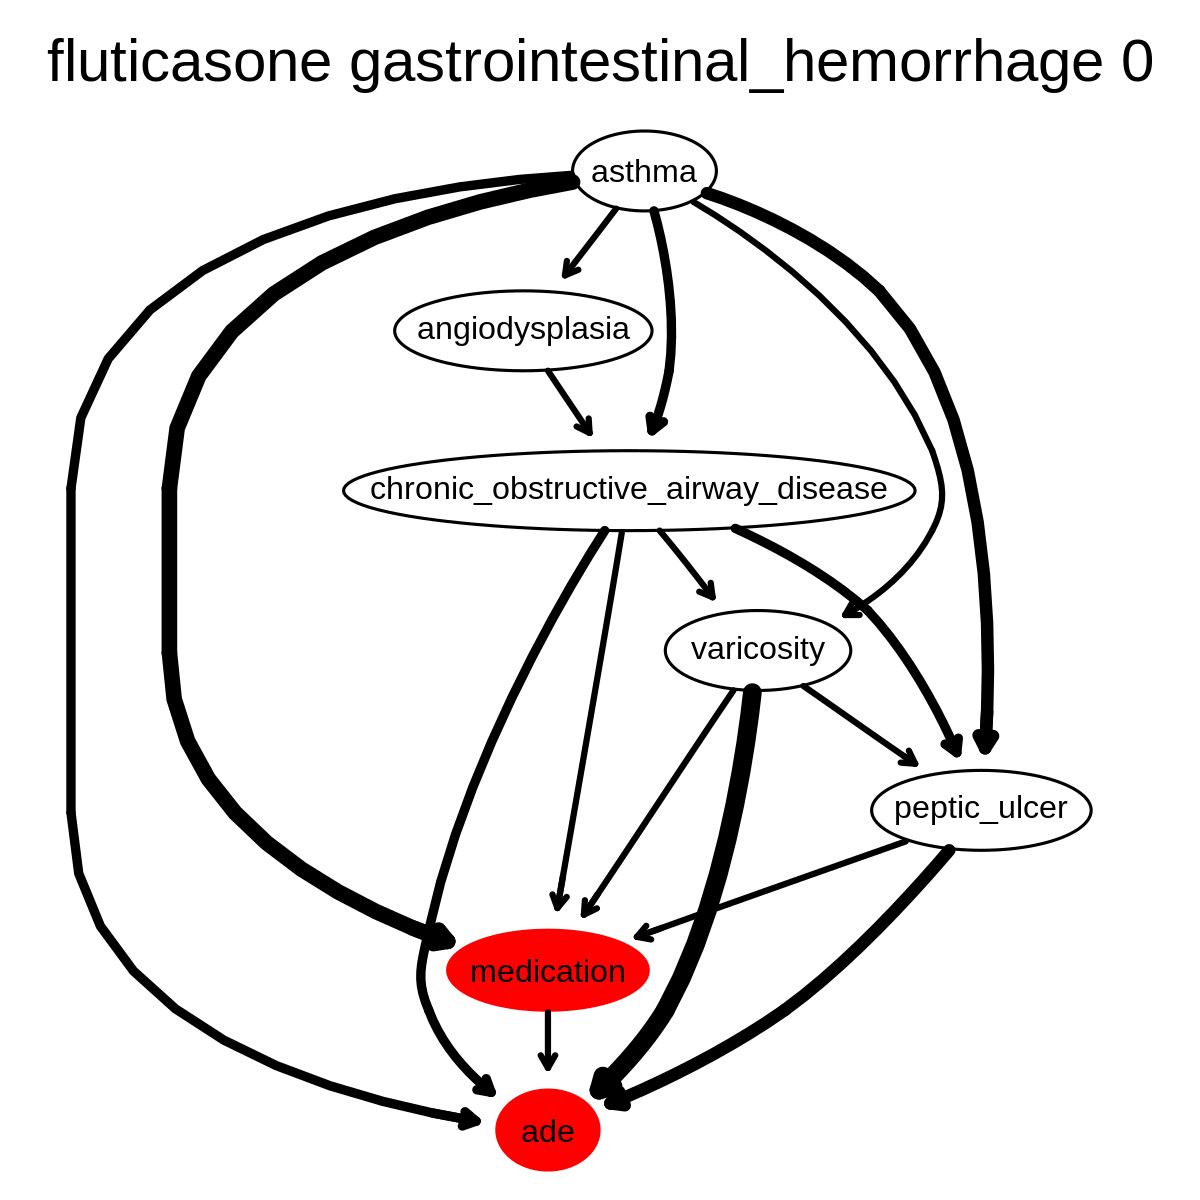 fluticasone gastrointestinal_hemorrhage 0
asthma
angiodysplasia
chronic_obstructive_airway_disease
varicosity
peptic_ulcer
medication
ade